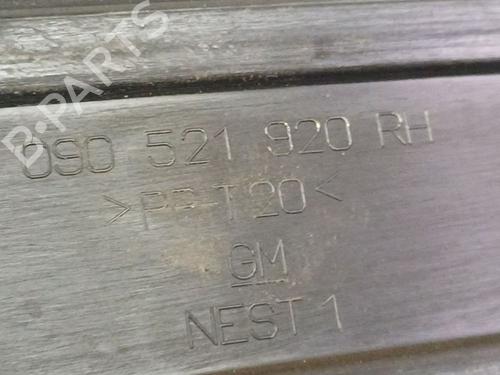 B-PARTS
090 521 920 RH
>PP-T20<
GM
NEST 1